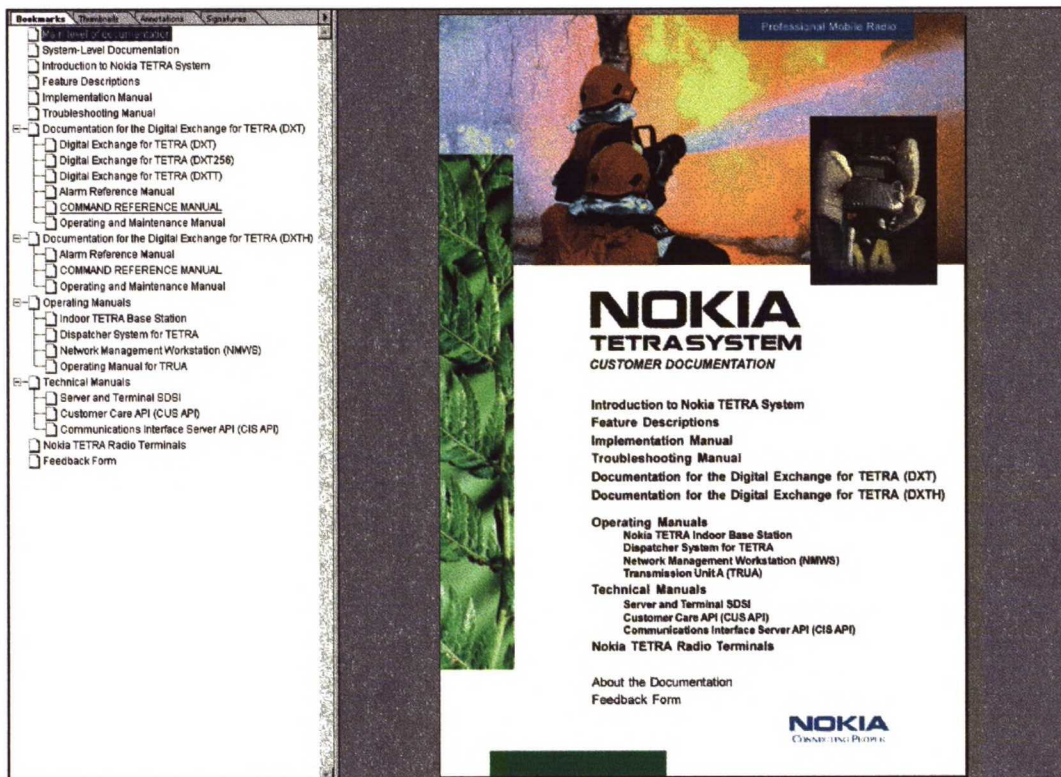 Bookmarks Thumbnails Annotations Signatures
Main level of documentation
System-Level Documentation
Introduction to Nokia TETRA System
Feature Descriptions
Implementation Manual
Troubleshooting Manual
Documentation for the Digital Exchange for TETRA (DXT)
Digital Exchange for TETRA (DXT)
Digital Exchange for TETRA (DXT256)
Digital Exchange for TETRA (DXTT)
Alarm Reference Manual
COMMAND REFERENCE MANUAL
Operating and Maintenance Manual
Documentation for the Digital Exchange for TETRA (DXTH)
Alarm Reference Manual
COMMAND REFERENCE MANUAL
Operating and Maintenance Manual
Operating Manuals
Indoor TETRA Base Station
Dispatcher System for TETRA
Network Management Workstation (NMWS)
Operating Manual for TRUA
Technical Manuals
Server and Terminal SDSI
Customer Care API (CUS API)
Communications Interface Server API (CIS API)
Nokia TETRA Radio Terminals
Feedback Form
Professional Mobile Radio
NOKIA
TETRASYSTEM
CUSTOMER DOCUMENTATION
Introduction to Nokia TETRA System
Feature Descriptions
Implementation Manual
Troubleshooting Manual
Documentation for the Digital Exchange for TETRA (DXT)
Documentation for the Digital Exchange for TETRA (DXTH)
Operating Manuals
Nokia TETRA Indoor Base Station
Dispatcher System for TETRA
Network Management Workstation (NMWS)
Transmission Unit A (TRUA)
Technical Manuals
Server and Terminal SDSI
Customer Care API (CUS API)
Communications Interface Server API (CIS API)
Nokia TETRA Radio Terminals
About the Documentation
Feedback Form
NOKIA
CONNECTING PEOPLE